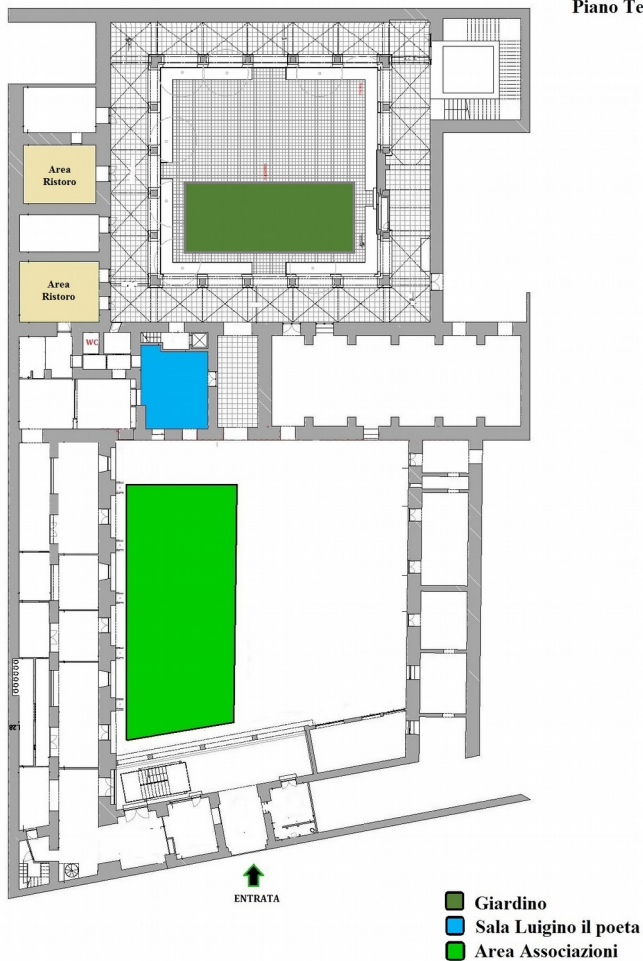 Piano Te
Area
Ristoro
Area
Ristoro
WC
ENTRATA
Giardino
Sala Luigino il poeta
Area Associazioni